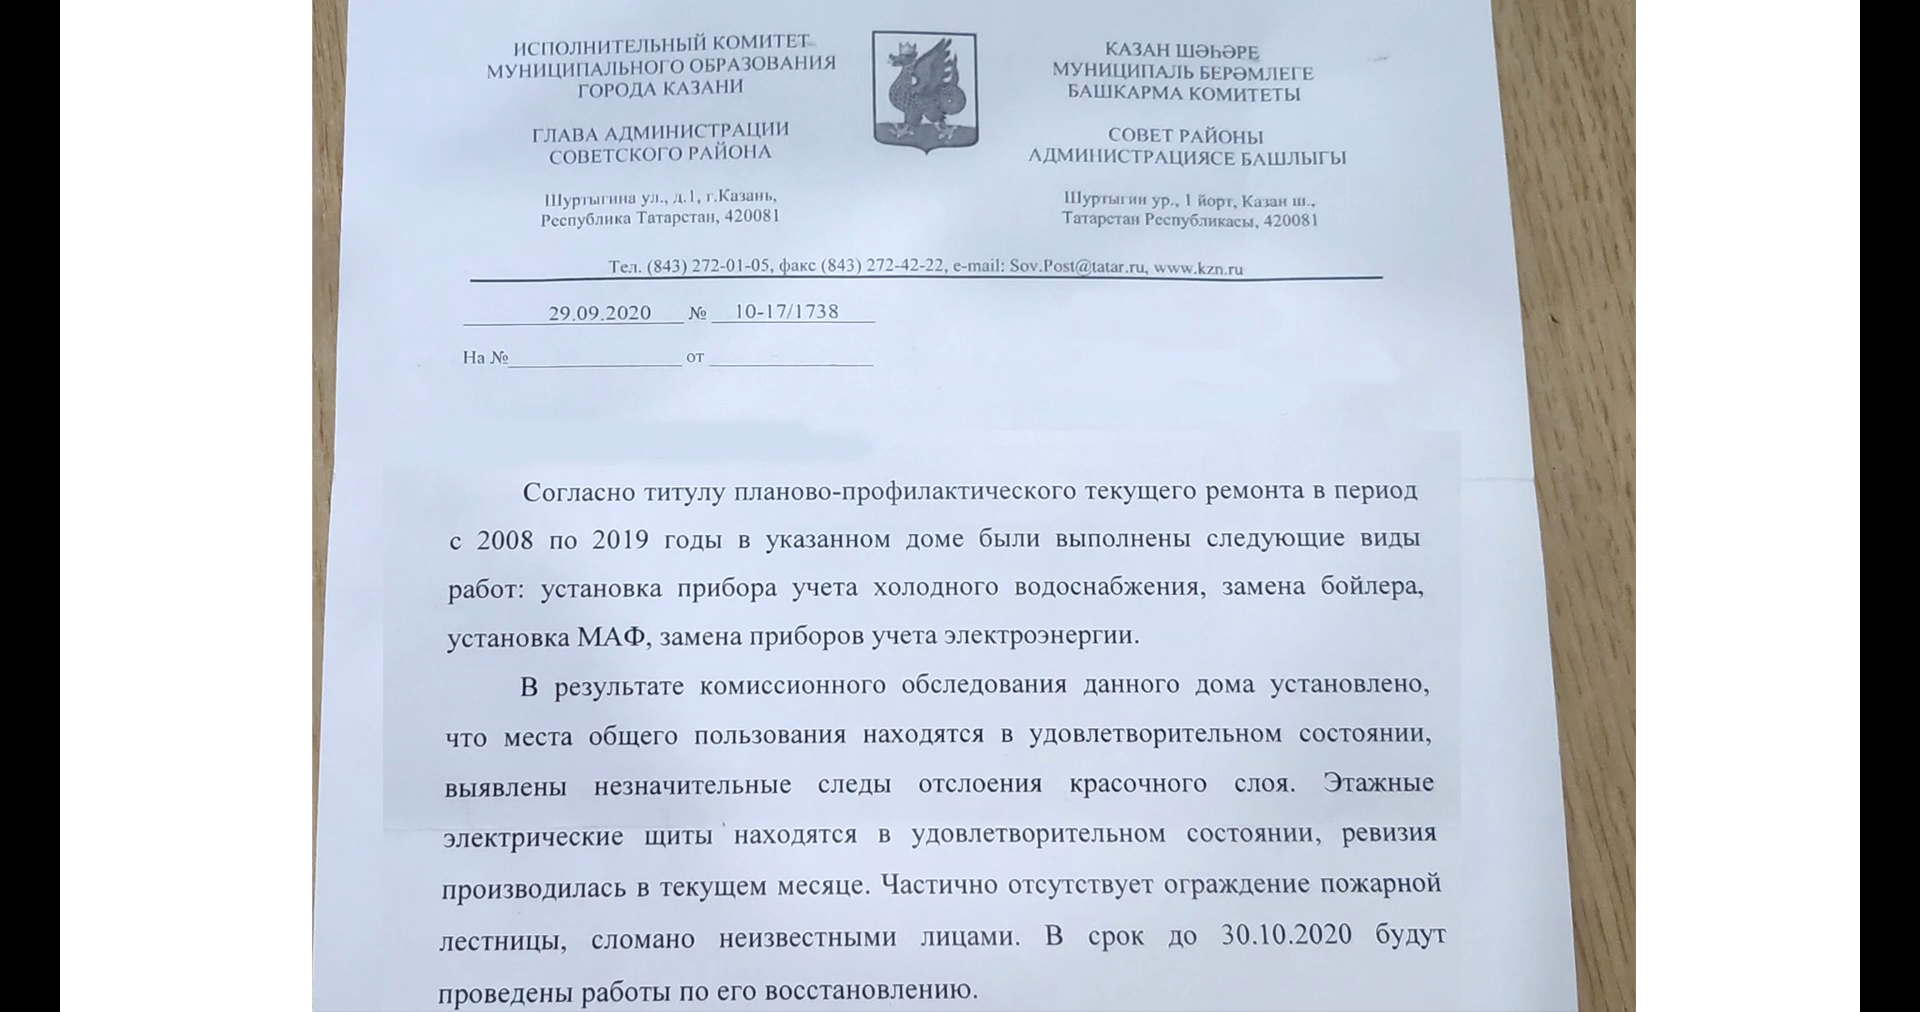 ИСПОЛНИТЕЛЬНЫЙ КОМИТЕТ
МУНИЦИПАЛЬНОГО ОБРАЗОВАНИЯ
ГОРОДА КАЗАНИ
ГЛАВА АДМИНИСТРАЦИИ
СОВЕТСКОГО РАЙОНА
Шуртыгина ул., д.1, г.Казань,
Республика Татарстан, 420081
КАЗАН ШӘҺӘРЕ
МУНИЦИПАЛЬ БЕРӘМЛЕГЕ
БАШКАРМА КОМИТЕТЫ
СОВЕТ РАЙОНЫ
АДМИНИСТРАЦИЯСЕ БАШЛЫГЫ
Шуртыгин ур., 1 йорт, Казан ш.,
Татарстан Республикасы, 420081
Тел. (843) 272-01-05, факс (843) 272-42-22, e-mail: Sov.Post@tatar.ru, www.kzn.ru
29.09.2020 № 10-17/1738
На № от
Согласно титулу планово-профилактического текущего ремонта в период
с 2008 по 2019 годы в указанном доме были выполнены следующие виды
работ: установка прибора учета холодного водоснабжения, замена бойлера,
установка МАФ, замена приборов учета электроэнергии.
В результате комиссионного обследования данного дома установлено,
что места общего пользования находятся в удовлетворительном состоянии,
выявлены незначительные следы отслоения красочного слоя. Этажные
электрические щиты находятся в удовлетворительном состоянии, ревизия
производилась в текущем месяце. Частично отсутствует ограждение пожарной
лестницы, сломано неизвестными лицами. В срок до 30.10.2020 будут
проведены работы по его восстановлению.